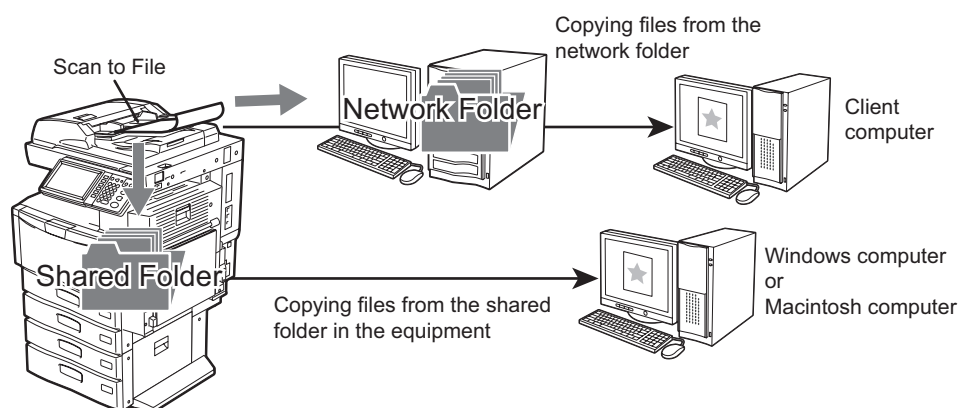 Copying files from the
network folder
Scan to File
Network Folder
Client
computer
Shared Folder
Copying files from the shared
folder in the equipment
Windows computer
or
Macintosh computer